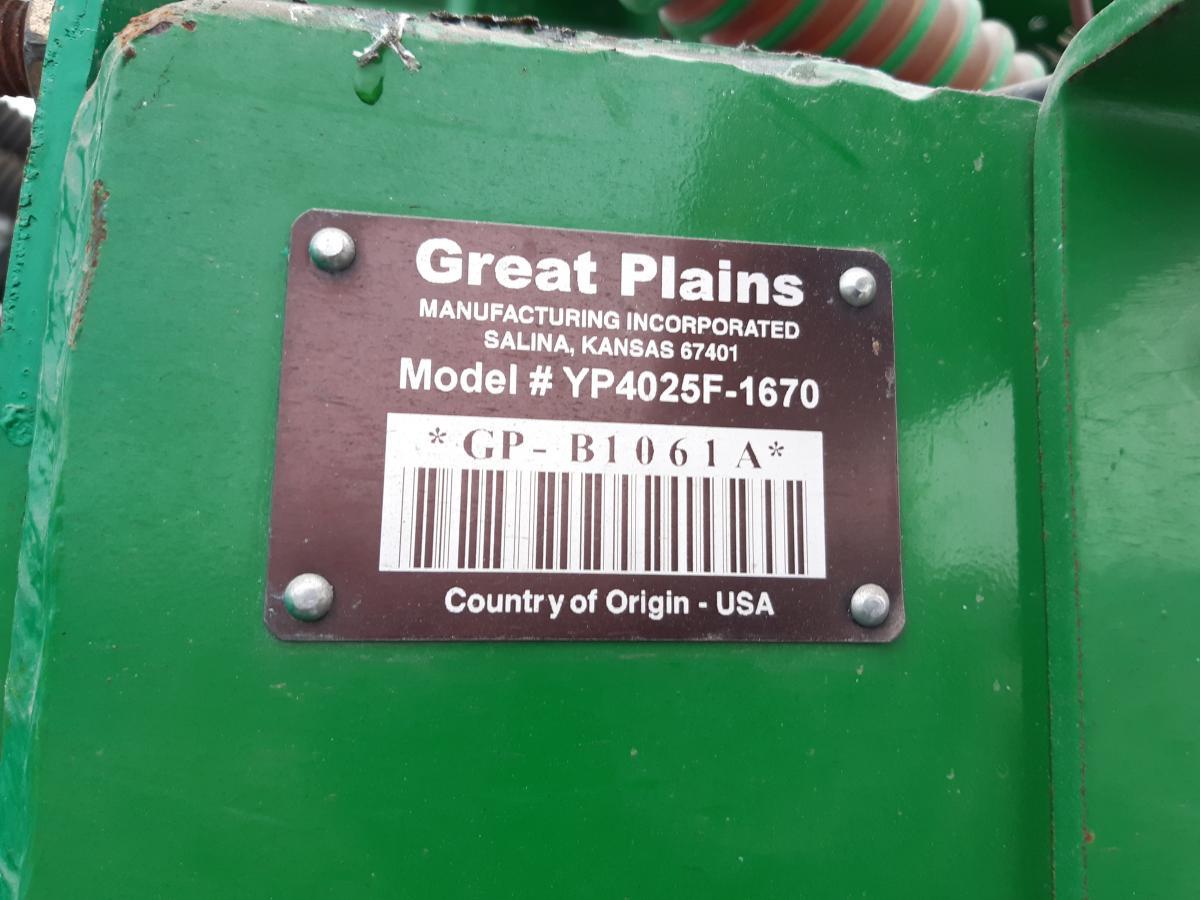 Great Plains
MANUFACTURING INCORPORATED
SALINA, KANSAS 67401
Model # YP4025F-1670
*GP-B1061A*
Country of Origin - USA